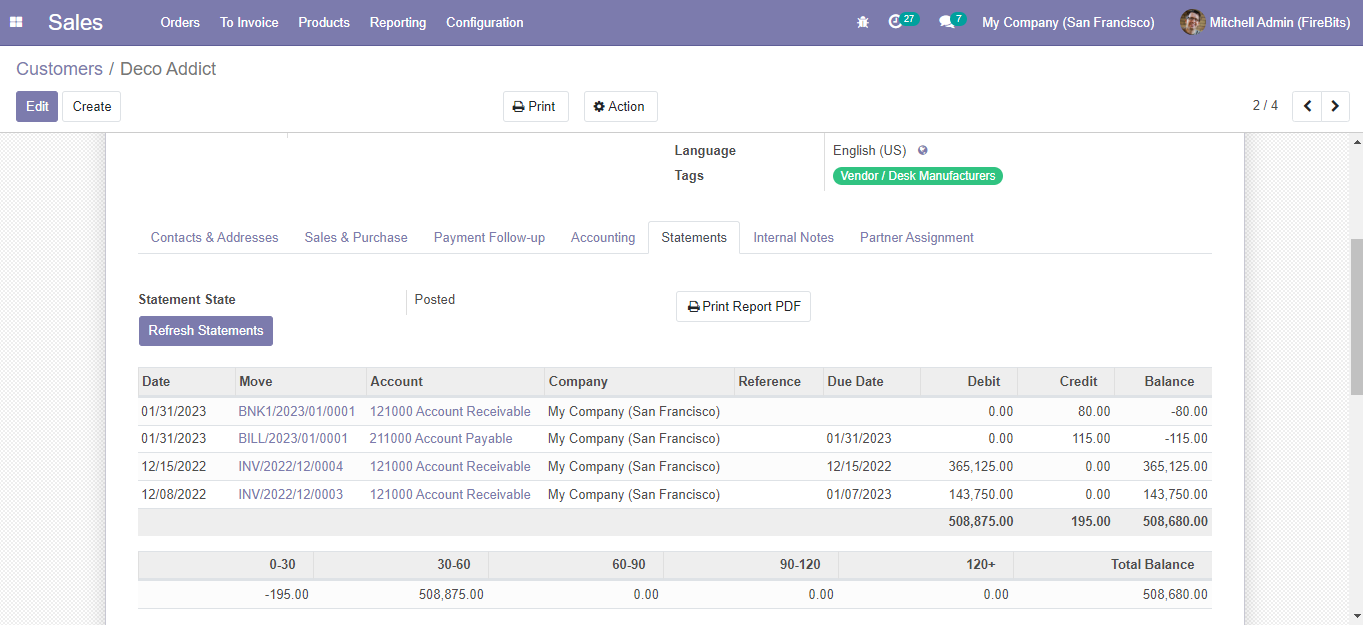 Sales Orders To Invoice Products Reporting Configuration 27 7 My Company (San Francisco) Mitchell Admin (FireBits)
Customers / Deco Addict
Edit Create Print Action 2 / 4
Language English (US)
Tags Vendor / Desk Manufacturers
Contacts & Addresses Sales & Purchase Payment Follow-up Accounting Statements Internal Notes Partner Assignment
Statement State Posted Print Report PDF
Refresh Statements
Date Move Account Company Reference Due Date Debit Credit Balance
01/31/2023 BNK1/2023/01/0001 121000 Account Receivable My Company (San Francisco) 0.00 80.00 -80.00
01/31/2023 BILL/2023/01/0001 211000 Account Payable My Company (San Francisco) 01/31/2023 0.00 115.00 -115.00
12/15/2022 INV/2022/12/0004 121000 Account Receivable My Company (San Francisco) 12/15/2022 365,125.00 0.00 365,125.00
12/08/2022 INV/2022/12/0003 121000 Account Receivable My Company (San Francisco) 01/07/2023 143,750.00 0.00 143,750.00
508,875.00 195.00 508,680.00
0-30 30-60 60-90 90-120 120+ Total Balance
-195.00 508,875.00 0.00 0.00 0.00 508,680.00